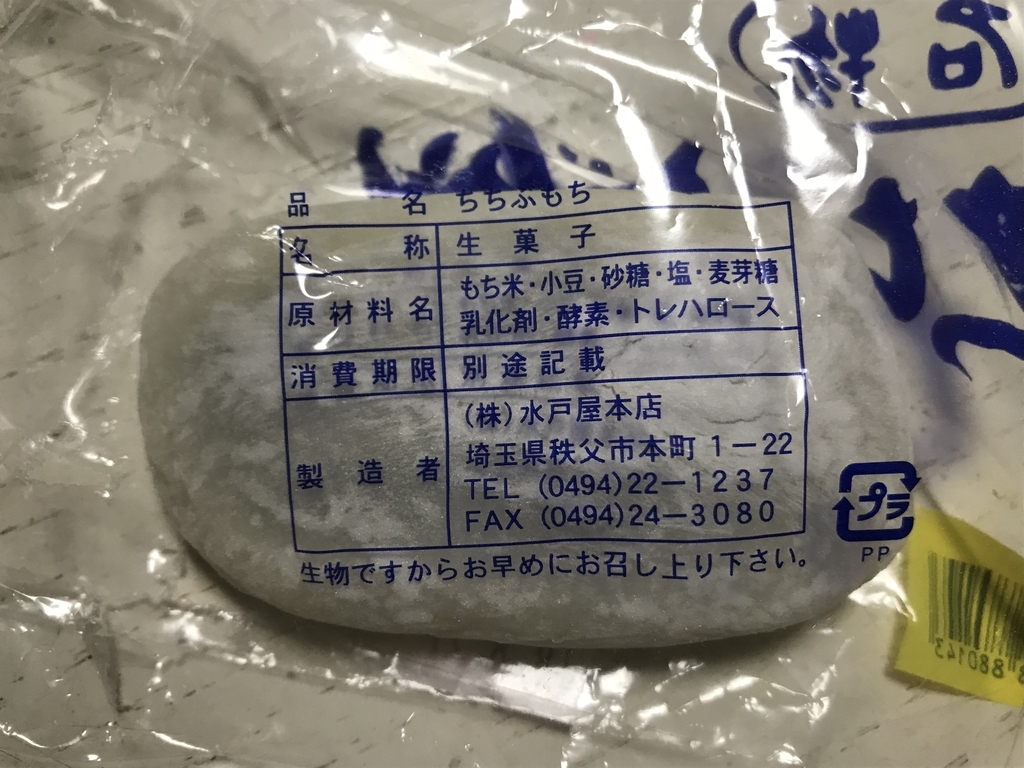 品名 ちちぶもち
名称 生菓子
原材料名 もち米・小豆・砂糖・塩・麦芽糖
乳化剤・酵素・トレハロース
消費期限 別途記載
製造者 (株)水戸屋本店
埼玉県秩父市本町1-22
TEL (0494)22-1237
FAX (0494)24-3080
生物ですからお早めにお召し上り下さい。
プラ
PP
880143